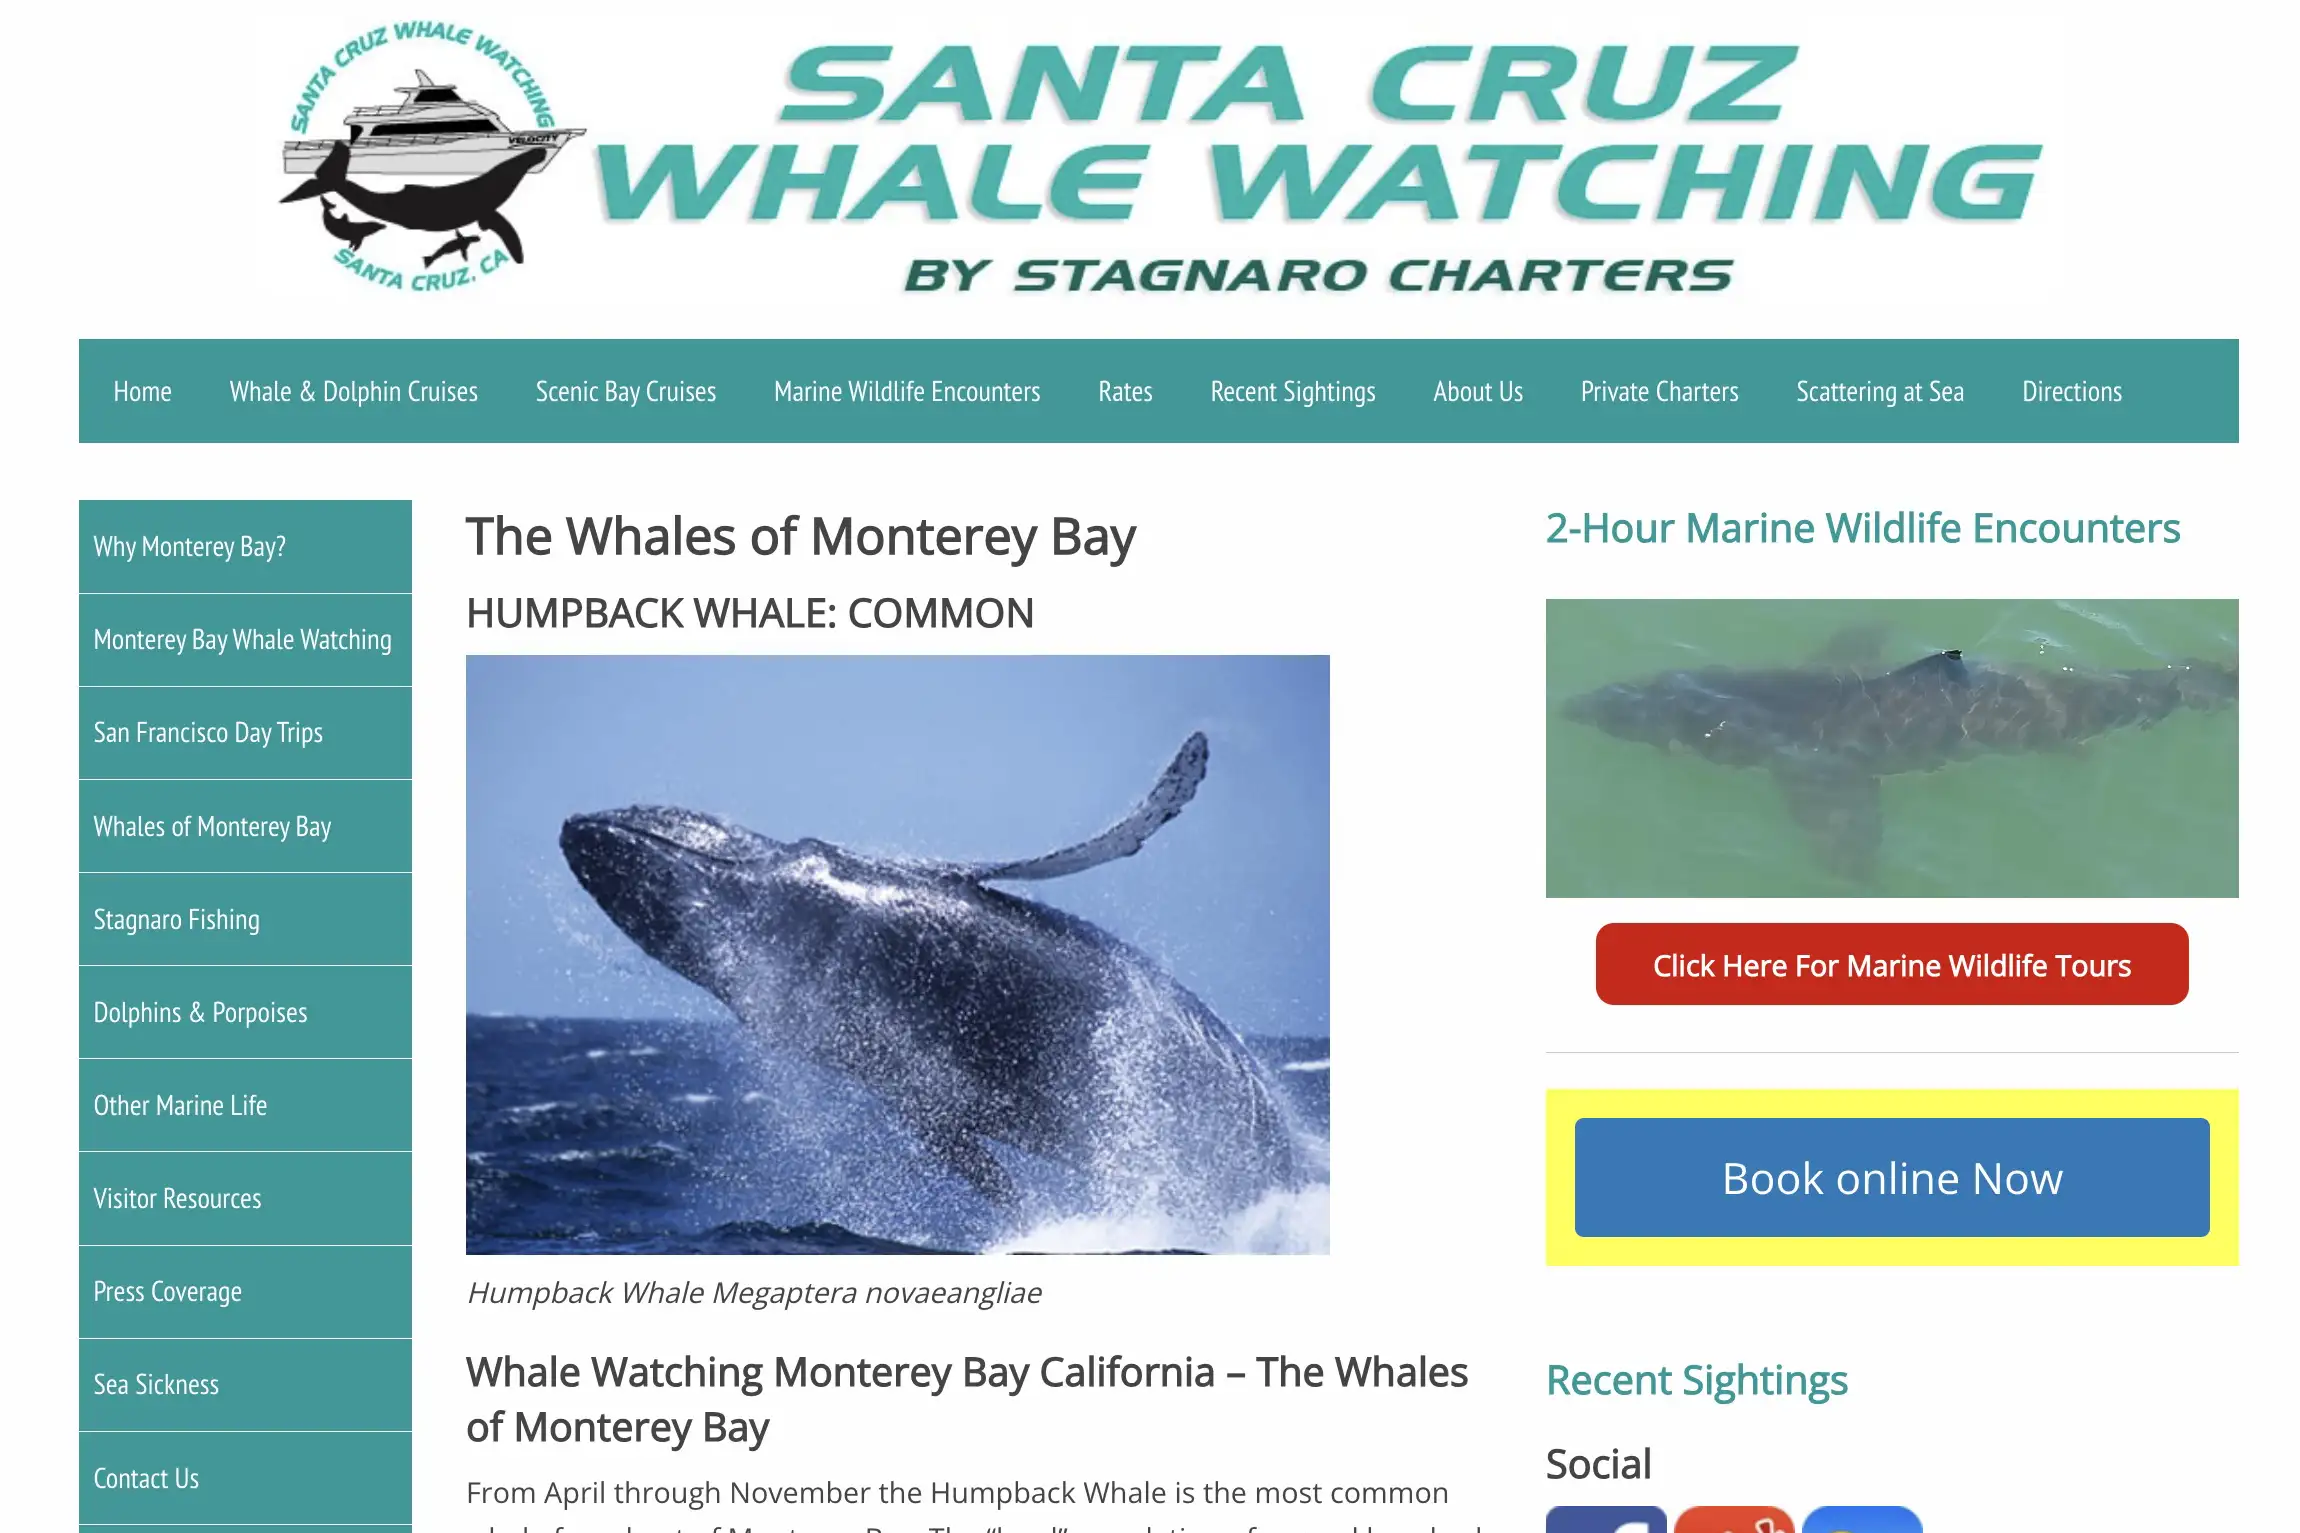 SANTA CRUZ WHALE WATCHING
VELOCITY
SANTA CRUZ, CA
SANTA CRUZ
WHALE WATCHING
BY STAGNARO CHARTERS
Home
Whale & Dolphin Cruises
Scenic Bay Cruises
Marine Wildlife Encounters
Rates
Recent Sightings
About Us
Private Charters
Scattering at Sea
Directions
Why Monterey Bay?
Monterey Bay Whale Watching
San Francisco Day Trips
Whales of Monterey Bay
Stagnaro Fishing
Dolphins & Porpoises
Other Marine Life
Visitor Resources
Press Coverage
Sea Sickness
Contact Us
The Whales of Monterey Bay
HUMPBACK WHALE: COMMON
Humpback Whale Megaptera novaeangliae
Whale Watching Monterey Bay California – The Whales
of Monterey Bay
From April through November the Humpback Whale is the most common
2-Hour Marine Wildlife Encounters
Click Here For Marine Wildlife Tours
Book online Now
Recent Sightings
Social